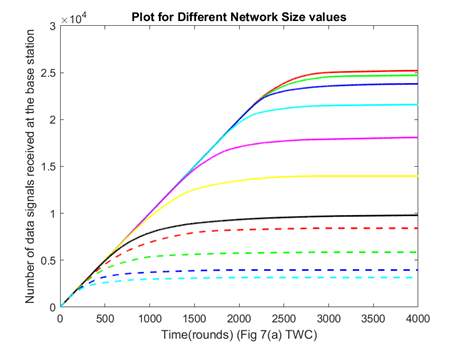 ×10⁴
Plot for Different Network Size values
3
2.5
2
1.5
1
0.5
0
Number of data signals received at the base station
0 500 1000 1500 2000 2500 3000 3500 4000
Time(rounds) (Fig 7(a) TWC)